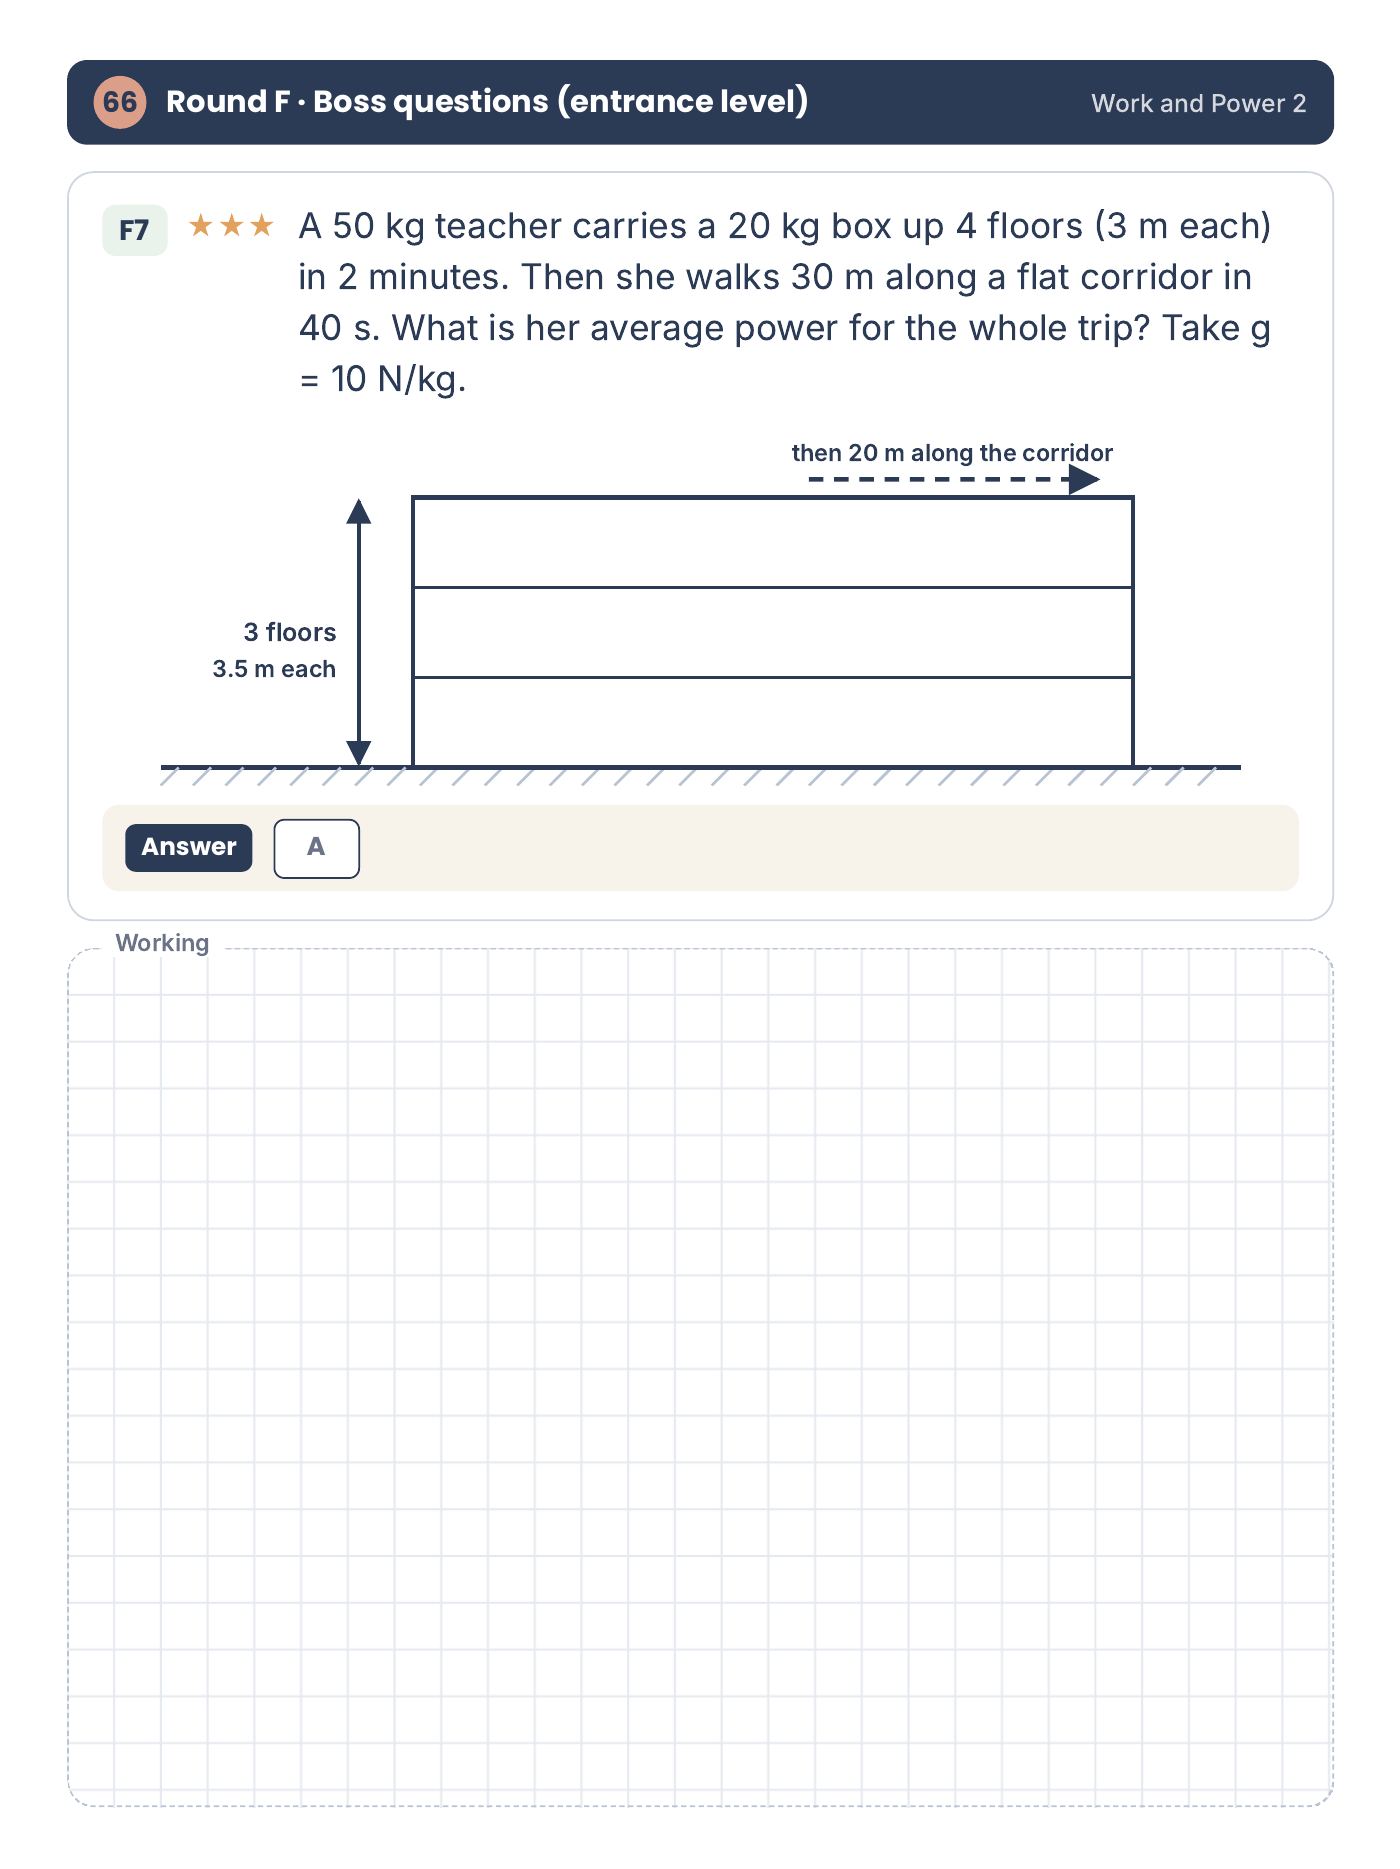 66 Round F · Boss questions (entrance level) Work and Power 2
F7 ★★★ A 50 kg teacher carries a 20 kg box up 4 floors (3 m each)
in 2 minutes. Then she walks 30 m along a flat corridor in
40 s. What is her average power for the whole trip? Take g
= 10 N/kg.
then 20 m along the corridor
3 floors
3.5 m each
Answer A
Working